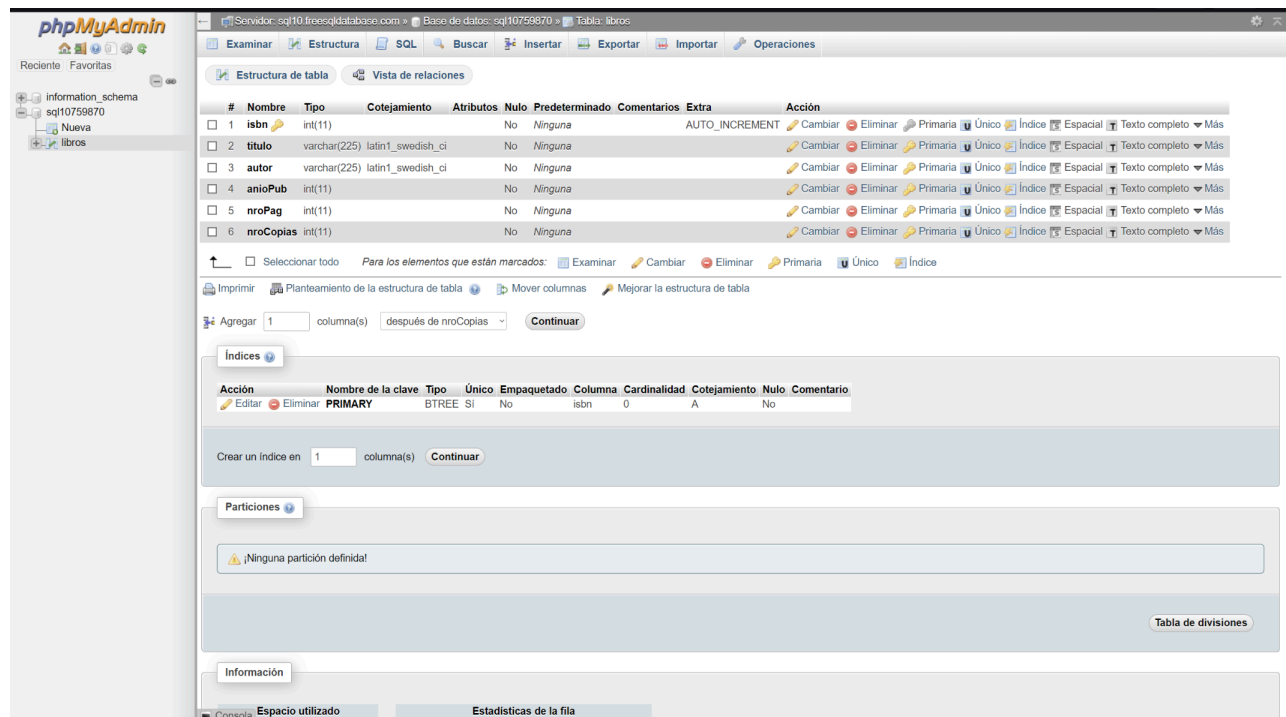 phpMyAdmin
Reciente Favoritas
information_schema
sql10759870
Nueva
libros
Servidor: sql10.freesqldatabase.com » Base de datos: sql10759870 » Tabla: libros
Examinar Estructura SQL Buscar Insertar Exportar Importar Operaciones
Estructura de tabla Vista de relaciones
# Nombre Tipo Cotejamiento Atributos Nulo Predeterminado Comentarios Extra Acción
1 isbn int(11) No Ninguna AUTO_INCREMENT Cambiar Eliminar Primaria Único Índice Espacial Texto completo Más
2 titulo varchar(225) latin1_swedish_ci No Ninguna Cambiar Eliminar Primaria Único Índice Espacial Texto completo Más
3 autor varchar(225) latin1_swedish_ci No Ninguna Cambiar Eliminar Primaria Único Índice Espacial Texto completo Más
4 anioPub int(11) No Ninguna Cambiar Eliminar Primaria Único Índice Espacial Texto completo Más
5 nroPag int(11) No Ninguna Cambiar Eliminar Primaria Único Índice Espacial Texto completo Más
6 nroCopias int(11) No Ninguna Cambiar Eliminar Primaria Único Índice Espacial Texto completo Más
Seleccionar todo Para los elementos que están marcados: Examinar Cambiar Eliminar Primaria Único Índice
Imprimir Planteamiento de la estructura de tabla Mover columnas Mejorar la estructura de tabla
Agregar 1 columna(s) después de nroCopias Continuar
Índices
Acción Nombre de la clave Tipo Único Empaquetado Columna Cardinalidad Cotejamiento Nulo Comentario
Editar Eliminar PRIMARY BTREE Sí No isbn 0 A No
Crear un índice en 1 columna(s) Continuar
Particiones
¡Ninguna partición definida!
Tabla de divisiones
Información
Consola Espacio utilizado Estadísticas de la fila